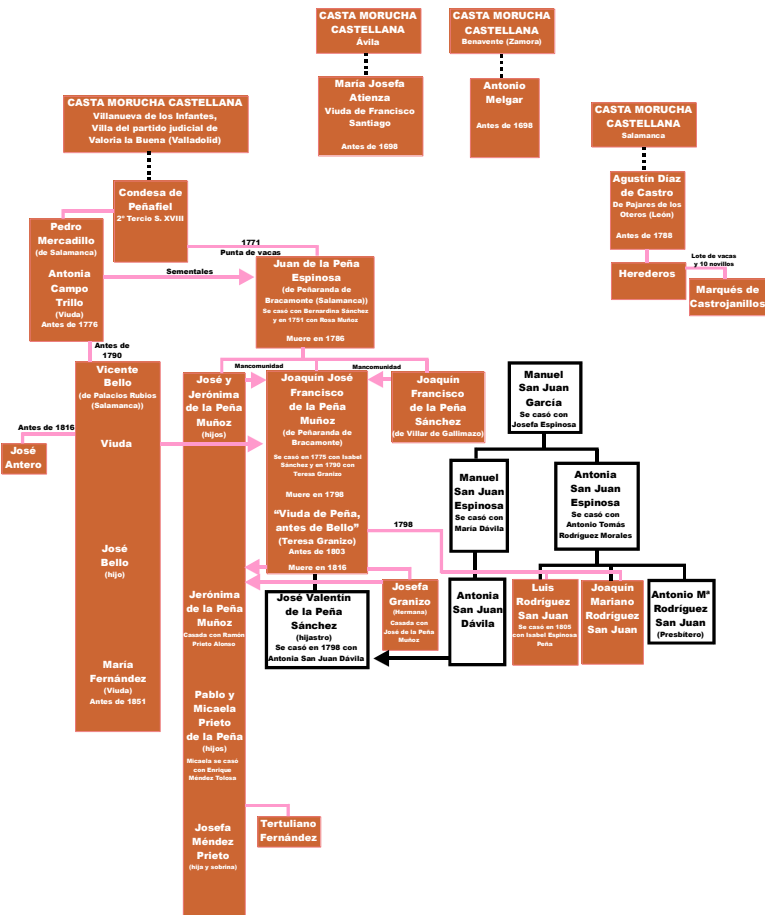 CASTA MORUCHA
CASTELLANA
Ávila
CASTA MORUCHA
CASTELLANA
Benavente (Zamora)
María Josefa
Atienza
Viuda de Francisco
Santiago
Antes de 1698
Antonio
Melgar
Antes de 1698
CASTA MORUCHA CASTELLANA
Villanueva de los Infantes,
Villa del partido judicial de
Valoria la Buena (Valladolid)
CASTA MORUCHA
CASTELLANA
Salamanca
Condesa de
Peñafiel
2º Tercio S. XVIII
Agustín Díaz
de Castro
De Pajares de los
Oteros (León)
Antes de 1788
Pedro
Mercadillo
(de Salamanca)
Antonia
Campo
Trillo
(Viuda)
Antes de 1776
1771
Punta de vacas
Sementales
Juan de la Peña
Espinosa
(de Peñaranda de
Bracamonte (Salamanca))
Se casó con Bernardina Sánchez
y en 1751 con Rosa Muñoz
Muere en 1786
Herederos
Lote de vacas
y 10 novillos
Marqués de
Castrojanillos
Antes de
1790
Vicente
Bello
(de Palacios Rubios
(Salamanca))
Viuda
José
Bello
(hijo)
María
Fernández
(Viuda)
Antes de 1851
Antes de 1816
José
Antero
Mancomunidad
Mancomunidad
José y
Jerónima
de la Peña
Muñoz
(hijos)
Joaquín José
Francisco
de la Peña
Muñoz
(de Peñaranda de
Bracamonte)
Se casó en 1775 con Isabel
Sánchez y en 1790 con
Teresa Granizo
Muere en 1798
“Viuda de Peña,
antes de Bello”
(Teresa Granizo)
Antes de 1803
Muere en 1816
Joaquín
Francisco
de la Peña
Sánchez
(de Villar de Gallimazo)
Manuel
San Juan
García
Se casó con
Josefa Espinosa
Manuel
San Juan
Espinosa
Se casó con
María Dávila
Antonia
San Juan
Espinosa
Se casó con
Antonio Tomás
Rodríguez Morales
1798
Jerónima
de la Peña
Muñoz
Casada con Ramón
Prieto Alonso
José Valentín
de la Peña
Sánchez
(hijastro)
Se casó en 1798 con
Antonia San Juan Dávila
Josefa
Granizo
(Hermana)
Casada con
José de la Peña
Muñoz
Antonia
San Juan
Dávila
Luis
Rodríguez
San Juan
Se casó en 1805
con Isabel Espinosa
Peña
Joaquín
Mariano
Rodríguez
San Juan
Antonio Mª
Rodríguez
San Juan
(Presbítero)
Pablo y
Micaela
Prieto
de la Peña
(hijos)
Micaela se casó
con Enrique
Méndez Tolosa
Josefa
Méndez
Prieto
(hija y sobrina)
Tertuliano
Fernández